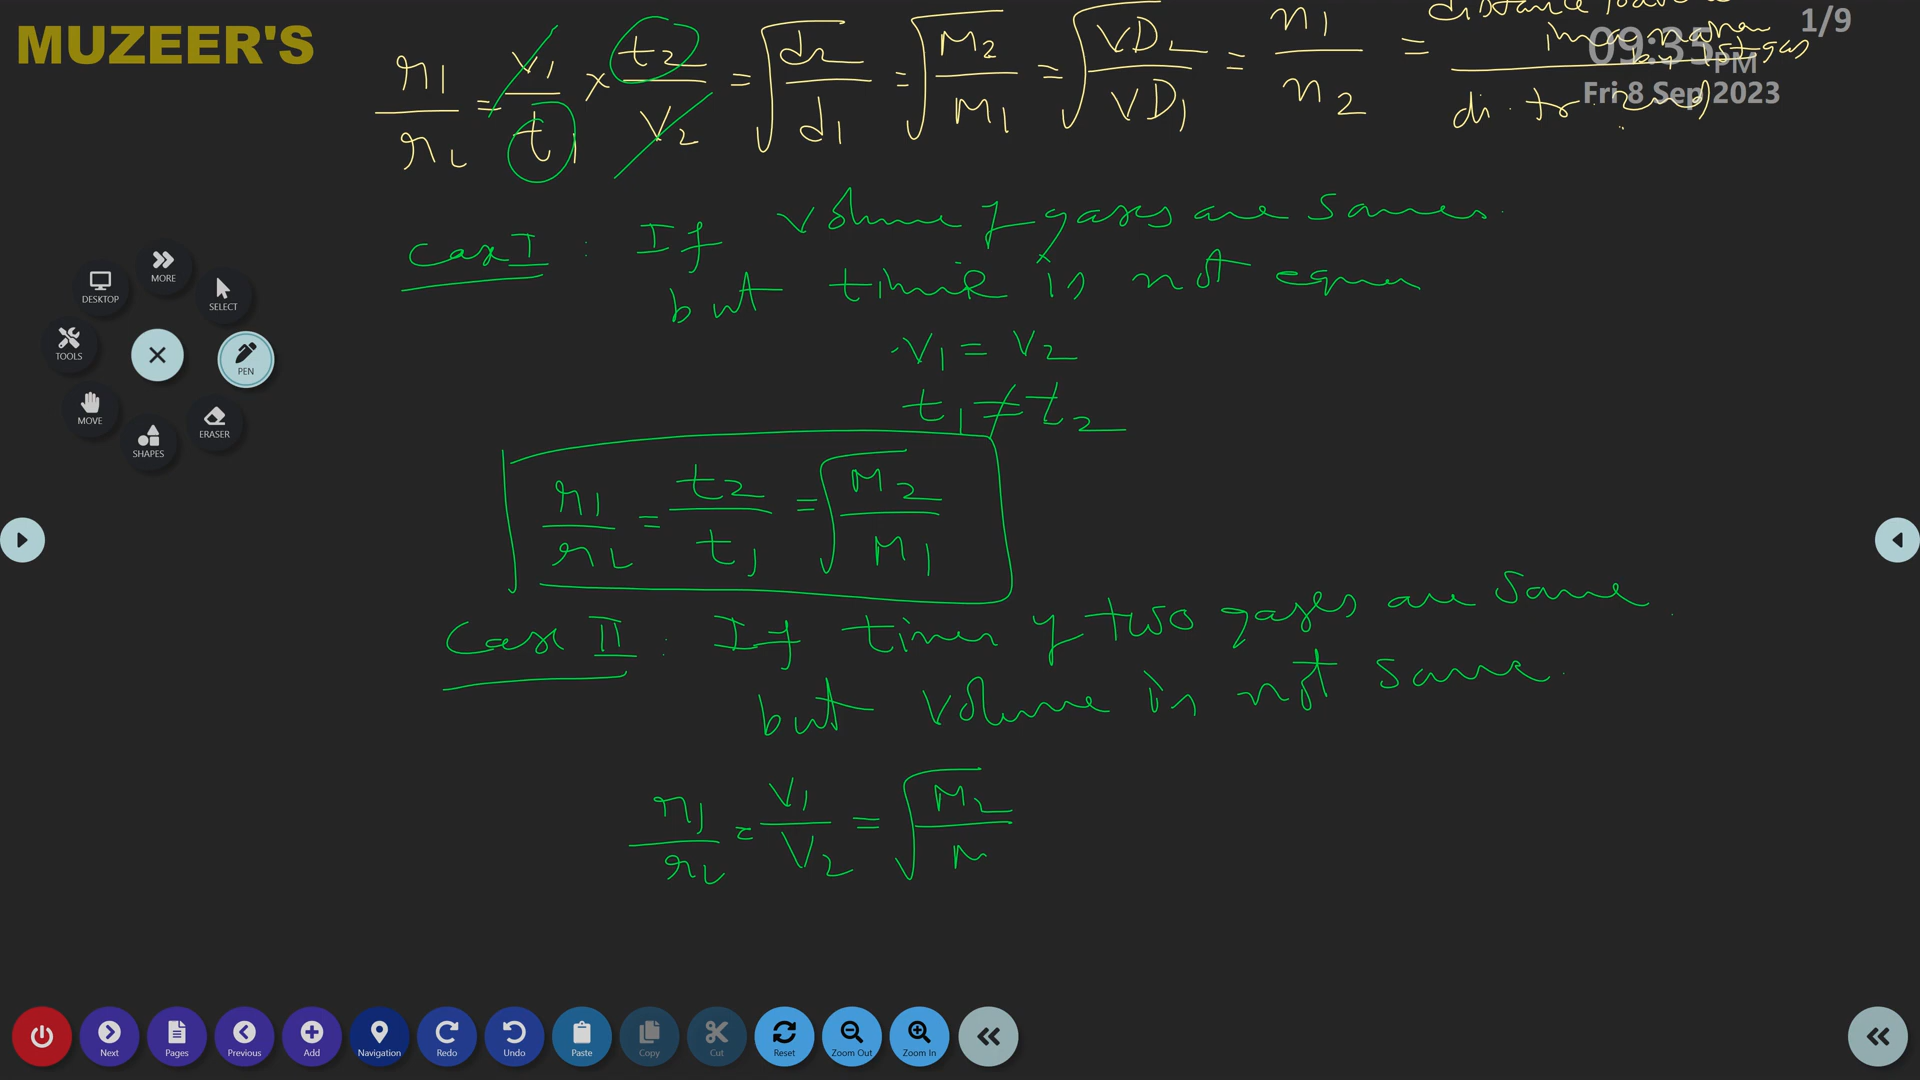 MUZEER'S
1/9
09:35 PM
Fri 8 Sep 2023
r1/r2 = V1/t1 × t2/V2 = √(d2/d1) = √(M2/M1) = √(VD2/VD1) = n1/n2 =
Case I : If volume of gases are same.
but time is not equal
V1 = V2
t1 ≠ t2
r1/r2 = t2/t1 = √(M2/M1)
Case II : If times of two gases are same.
but volume is not same.
r1/r2 = V1/V2 = √(M2/M
MORE
DESKTOP
SELECT
TOOLS
PEN
MOVE
ERASER
SHAPES
Next
Pages
Previous
Add
Navigation
Redo
Undo
Paste
Copy
Cut
Reset
Zoom Out
Zoom In